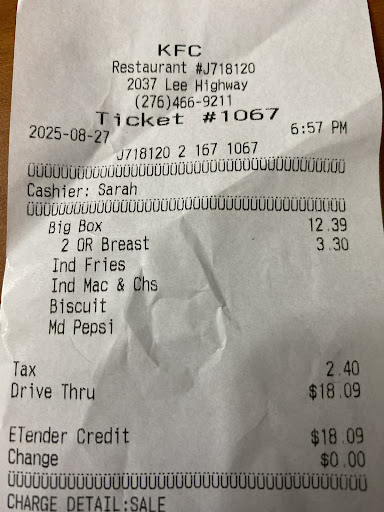 KFC
Restaurant #J718120
2037 Lee Highway
(276)466-9211
Ticket #1067
2025-08-27 6:57 PM
J718120 2 167 1067
ÜÜÜÜÜÜÜÜÜÜÜÜÜÜÜÜÜÜÜÜÜÜÜÜÜÜÜÜÜÜÜÜÜÜÜÜÜÜÜ
Cashier: Sarah
ÜÜÜÜÜÜÜÜÜÜÜÜÜÜÜÜÜÜÜÜÜÜÜÜÜÜÜÜÜÜÜÜÜÜÜÜÜÜÜ
Big Box 12.39
2 OR Breast 3.30
Ind Fries
Ind Mac & Chs
Biscuit
Md Pepsi
Tax 2.40
Drive Thru $18.09
ETender Credit $18.09
Change $0.00
ÜÜÜÜÜÜÜÜÜÜÜÜÜÜÜÜÜÜÜÜÜÜÜÜÜÜÜÜÜÜÜÜÜÜÜÜÜÜÜ
CHARGE DETAIL:SALE